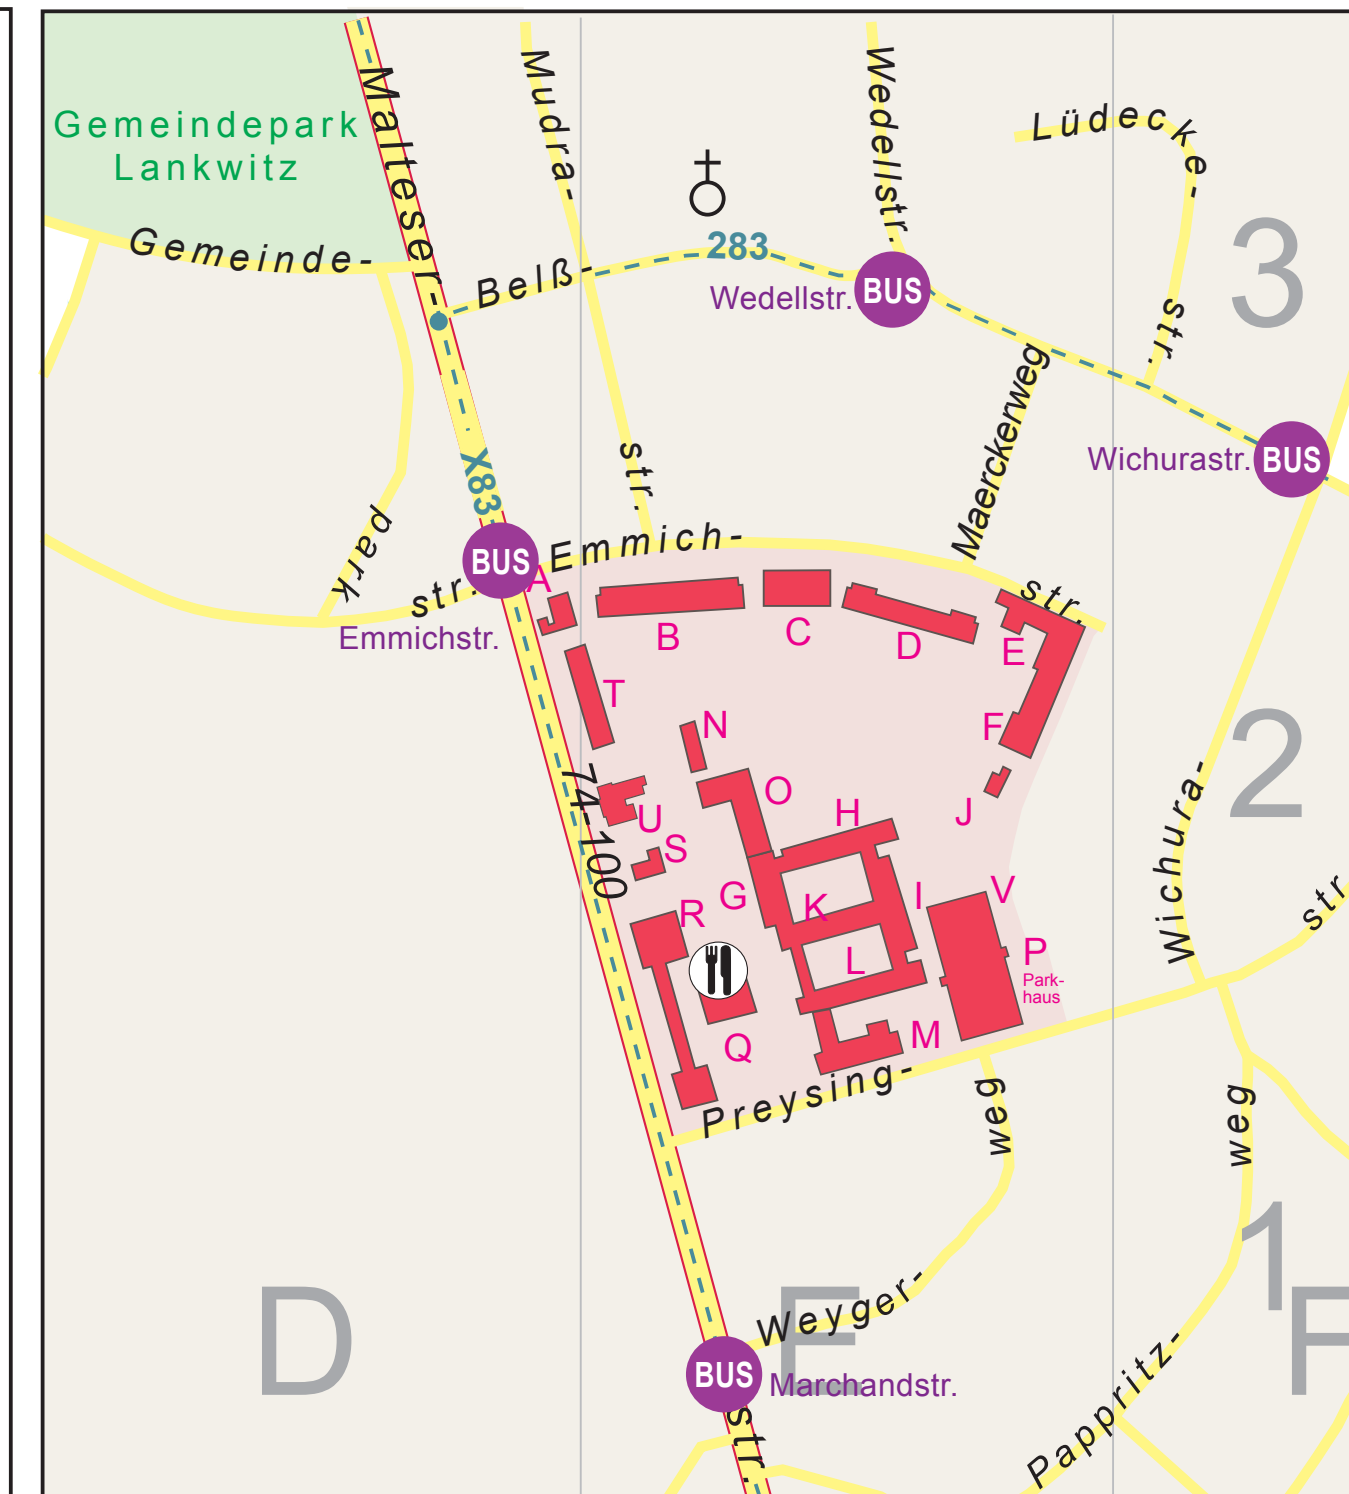 Gemeindepark
Lankwitz
Malteser-
Mudra-
Wedellstr.
Lüdecke-
3
Gemeinde-
Belß-
283
Wedellstr.
BUS
str.
Maerckerweg
Wichurastr.
BUS
X83
str.
park
BUS
Emmich-
str.
str.
Emmichstr.
A
B
C
D
E
T
N
F
2
O
J
H
74-100
U
S
Wichura-
G
K
I
V
R
L
P
Park-
haus
str.
Q
M
Preysing-
weg
weg
1
D
E
F
Weyger-
BUS
Marchandstr.
Pappritz-
str.